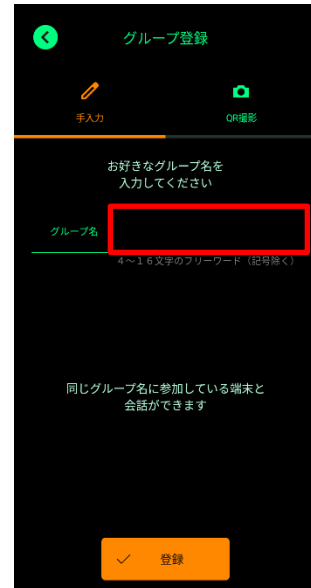 グループ登録
手入力
QR撮影
お好きなグループ名を
入力してください
グループ名
４～１６文字のフリーワード（記号除く）
同じグループ名に参加している端末と
会話ができます
登録